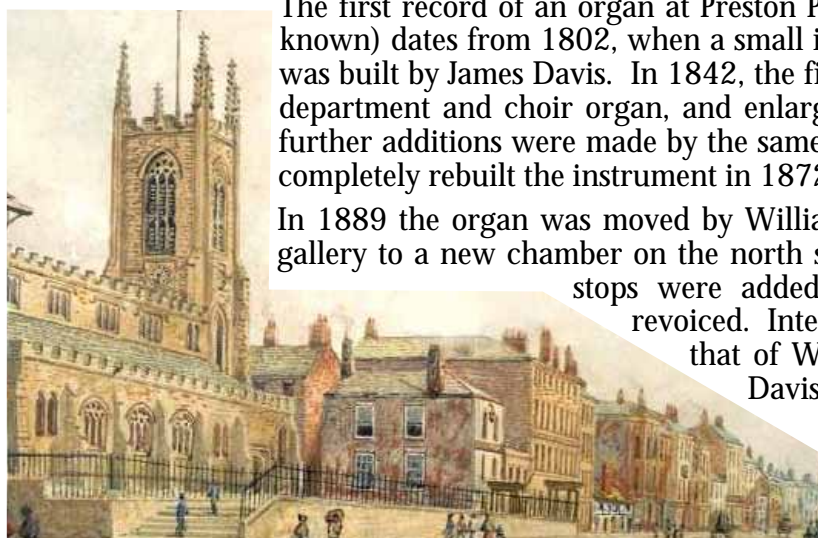 The first record of an organ at Preston P
known) dates from 1802, when a small i
was built by James Davis. In 1842, the fi
department and choir organ, and enlarg
further additions were made by the same
completely rebuilt the instrument in 1872
In 1889 the organ was moved by Willia
gallery to a new chamber on the north s
stops were added
revoiced. Inte
that of W
Davis